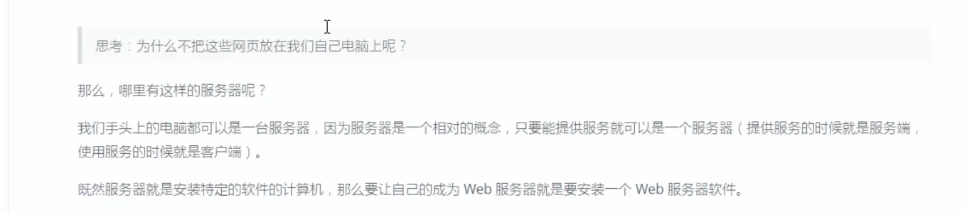 思考：为什么不把这些网页放在我们自己电脑上呢？
那么，哪里有这样的服务器呢？
我们手头上的电脑都可以是一台服务器，因为服务器是一个相对的概念，只要能提供服务就可以是一个服务器（提供服务的时候就是服务端，
使用服务的时候就是客户端）。
既然服务器就是安装特定的软件的计算机，那么要让自己的成为 Web 服务器就是要安装一个 Web 服务器软件。